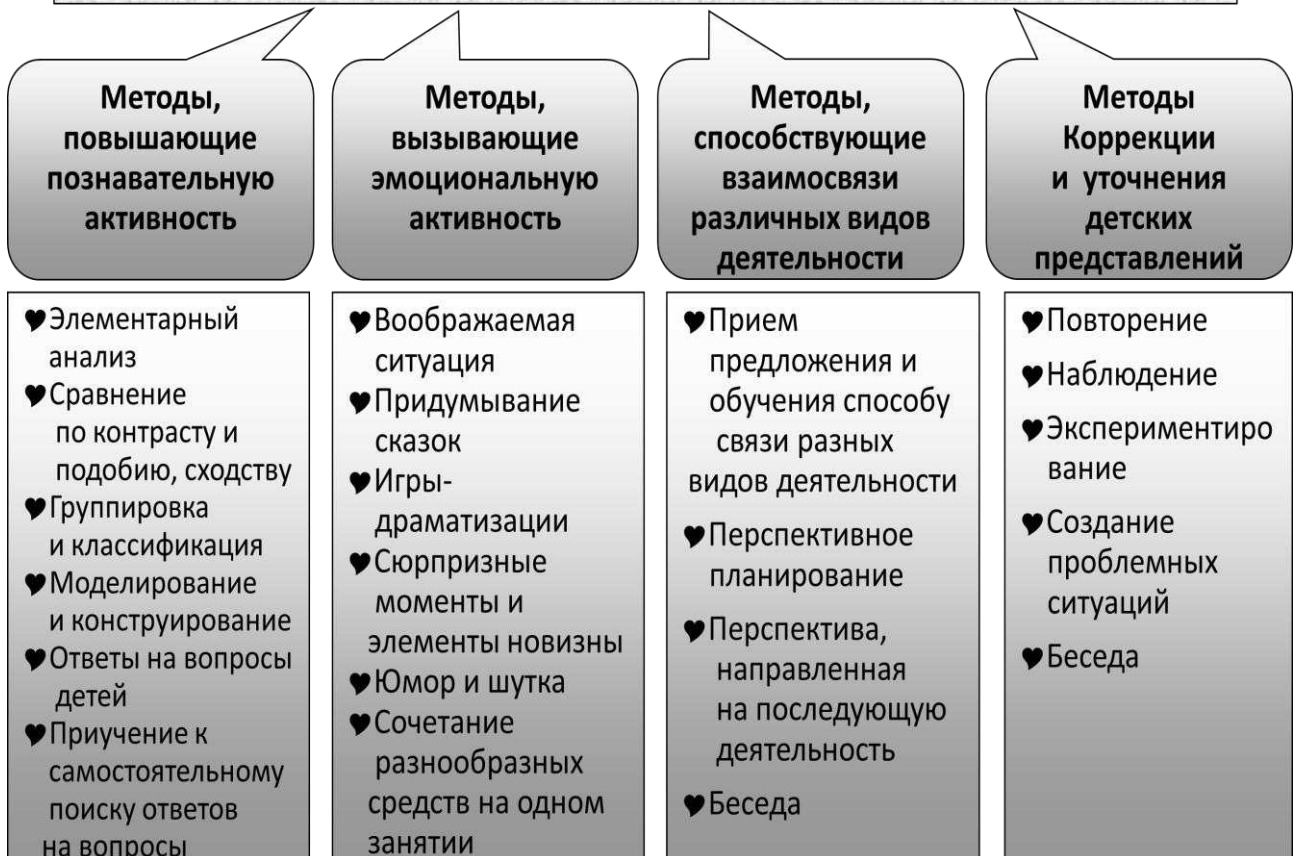 Методы,
повышающие
познавательную
активность
Методы,
вызывающие
эмоциональную
активность
Методы,
способствующие
взаимосвязи
различных видов
деятельности
Методы
Коррекции
и уточнения
детских
представлений
Элементарный
анализ
Сравнение
по контрасту и
подобию, сходству
Группировка
и классификация
Моделирование
и конструирование
Ответы на вопросы
детей
Приучение к
самостоятельному
поиску ответов
на вопросы
Воображаемая
ситуация
Придумывание
сказок
Игры-
драматизации
Сюрпризные
моменты и
элементы новизны
Юмор и шутка
Сочетание
разнообразных
средств на одном
занятии
Прием
предложения и
обучения способу
связи разных
видов деятельности
Перспективное
планирование
Перспектива,
направленная
на последующую
деятельность
Беседа
Повторение
Наблюдение
Экспериментиро
вание
Создание
проблемных
ситуаций
Беседа